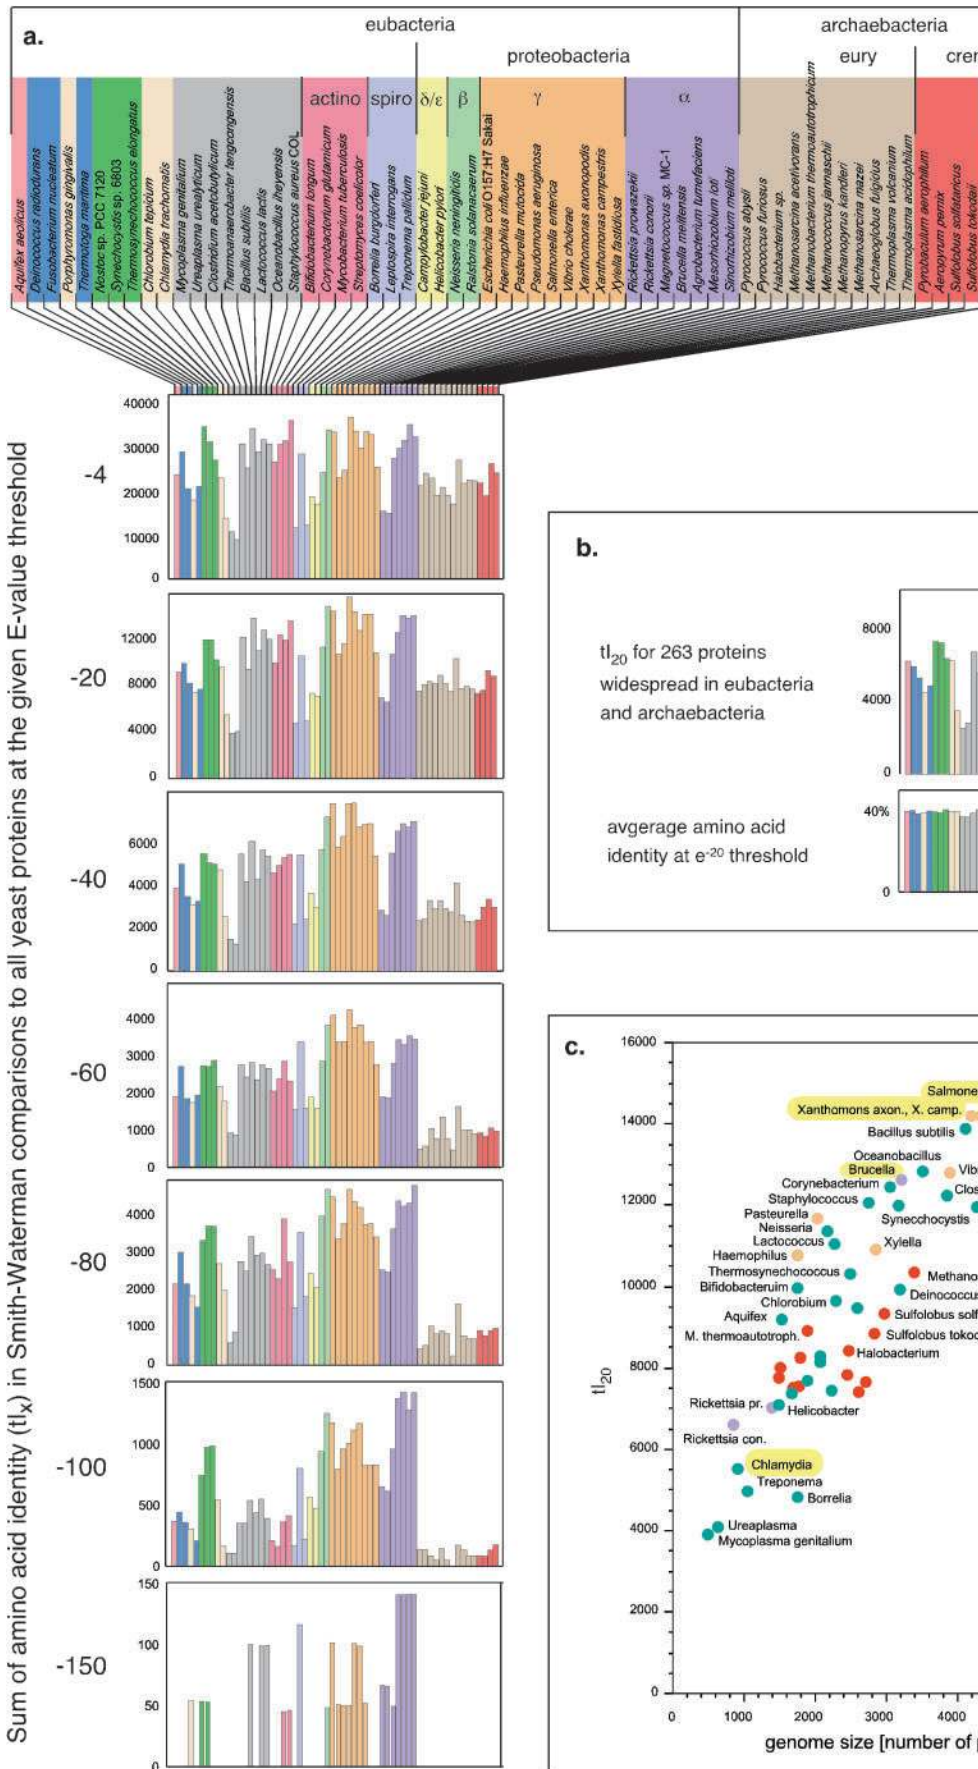 a.
eubacteria
archaebacteria
proteobacteria
eury
actino
spiro
δ/ε
β
γ
α
Aquifex aeolicus
Deinococcus radiodurans
Fusobacterium nucleatum
Porphyromonas gingivalis
Thermotoga maritima
Nostoc sp. PCC 7120
Synechocystis sp. 6803
Thermosynechococcus elongatus
Chlorobium tepidum
Chlamydia trachomatis
Mycoplasma genitalium
Ureaplasma urealyticum
Clostridium acetobutylicum
Thermoanaerobacter tengcongensis
Bacillus subtilis
Lactococcus lactis
Oceanobacillus iheyensis
Staphylococcus aureus COL
Bifidobacterium longum
Corynebactorium glutamicum
Mycobacterium tuberculosis
Streptomyces coelicolor
Borrelia burgdorferi
Leptospira interrogans
Treponema pallidum
Campylobacter jejuni
Helicobacter pylori
Neisseria meningitidis
Ralstonia solanacaerum
Escherichia coli O157:H7 Sakai
Haemophilus influenzae
Pasteurella multocida
Pseudomonas aeruginosa
Salmonella enterica
Vibrio cholerae
Xanthomonas axonopodis
Xanthomonas campestris
Xylella fastidiosa
Rickettsia prowazekii
Rickettsia conorii
Magnetococcus sp. MC-1
Brucella melitensis
Agrobacterium tumefaciens
Mesorhizobium loti
Sinorhizobium meliloti
Pyrococcus abysii
Pyrococcus furiosus
Halobacterium sp.
Methanosarcina acetivorans
Methanobacterium thermoautotrophicum
Methanococcus jannaschii
Methanopyrus kandleri
Methanosarcina mazei
Archaeoglobus fulgidus
Thermoplasma volcanium
Thermoplasma acidophilum
Pyrobaculum aerophilum
Aeropyrum pernix
Sulfolobus solfataricus
Sulfolobus tokodaii
Sum of amino acid identity (tIx) in Smith-Waterman comparisons to all yeast proteins at the given E-value threshold
-4
40000
30000
20000
10000
0
-20
12000
8000
4000
0
-40
6000
4000
2000
0
-60
3000
2000
1000
0
-80
4000
3000
2000
1000
0
-100
1500
1000
500
0
-150
150
100
50
0
b.
tI20 for 263 proteins
widespread in eubacteria
and archaebacteria
8000
4000
0
avgerage amino acid
identity at e-20 threshold
40%
0
c.
tI20
16000
14000
12000
10000
8000
6000
4000
2000
0
Salmone
Xanthomons axon., X. camp.
Bacillus subtilis
Oceanobacillus
Brucella
Vib
Corynebacterium
Clos
Staphylococcus
Synecchocystis
Pasteurella
Neisseria
Lactococcus
Xylella
Haemophilus
Thermosynechococcus
Methano
Bifidobacteruim
Deinococcus
Chlorobium
Aquifex
Sulfolobus solf
M. thermoautotroph.
Sulfolobus tokoc
Halobacterium
Rickettsia pr.
Helicobacter
Rickettsia con.
Chlamydia
Treponema
Borrelia
Ureaplasma
Mycoplasma genitalium
0 1000 2000 3000 4000
genome size [number of